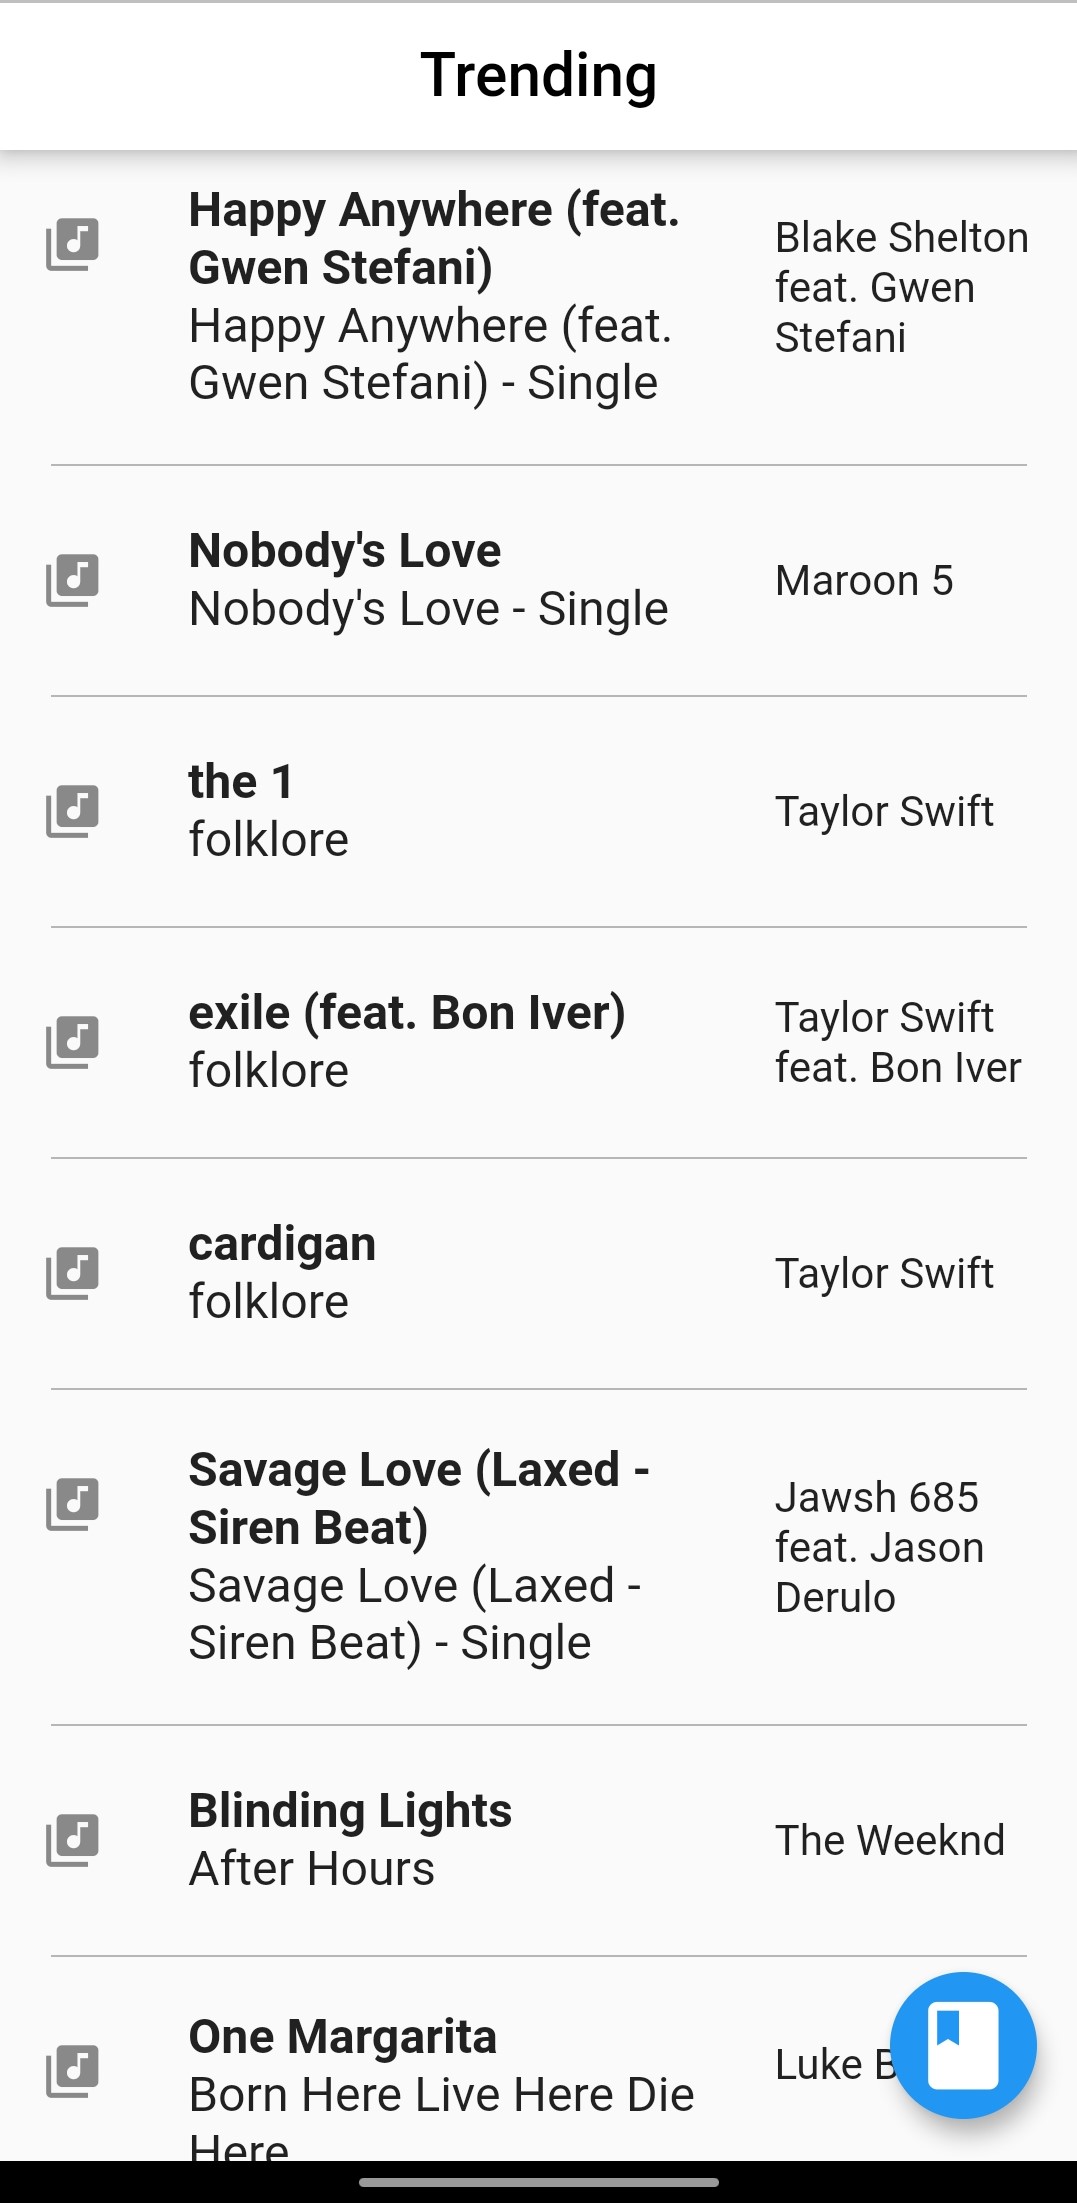 Trending
Happy Anywhere (feat.
Gwen Stefani)
Happy Anywhere (feat.
Gwen Stefani) - Single
Blake Shelton
feat. Gwen
Stefani
Nobody's Love
Nobody's Love - Single
Maroon 5
the 1
folklore
Taylor Swift
exile (feat. Bon Iver)
folklore
Taylor Swift
feat. Bon Iver
cardigan
folklore
Taylor Swift
Savage Love (Laxed -
Siren Beat)
Savage Love (Laxed -
Siren Beat) - Single
Jawsh 685
feat. Jason
Derulo
Blinding Lights
After Hours
The Weeknd
One Margarita
Born Here Live Here Die
Here
Luke